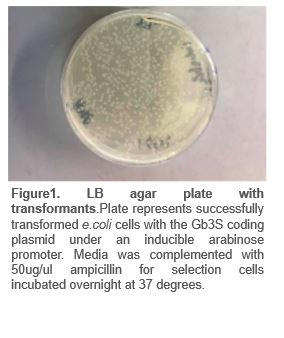 Figure1. LB agar plate with
transformants.Plate represents successfully
transformed e.coli cells with the Gb3S coding
plasmid under an inducible arabinose
promoter. Media was complemented with
50ug/ul ampicillin for selection cells
incubated overnight at 37 degrees.